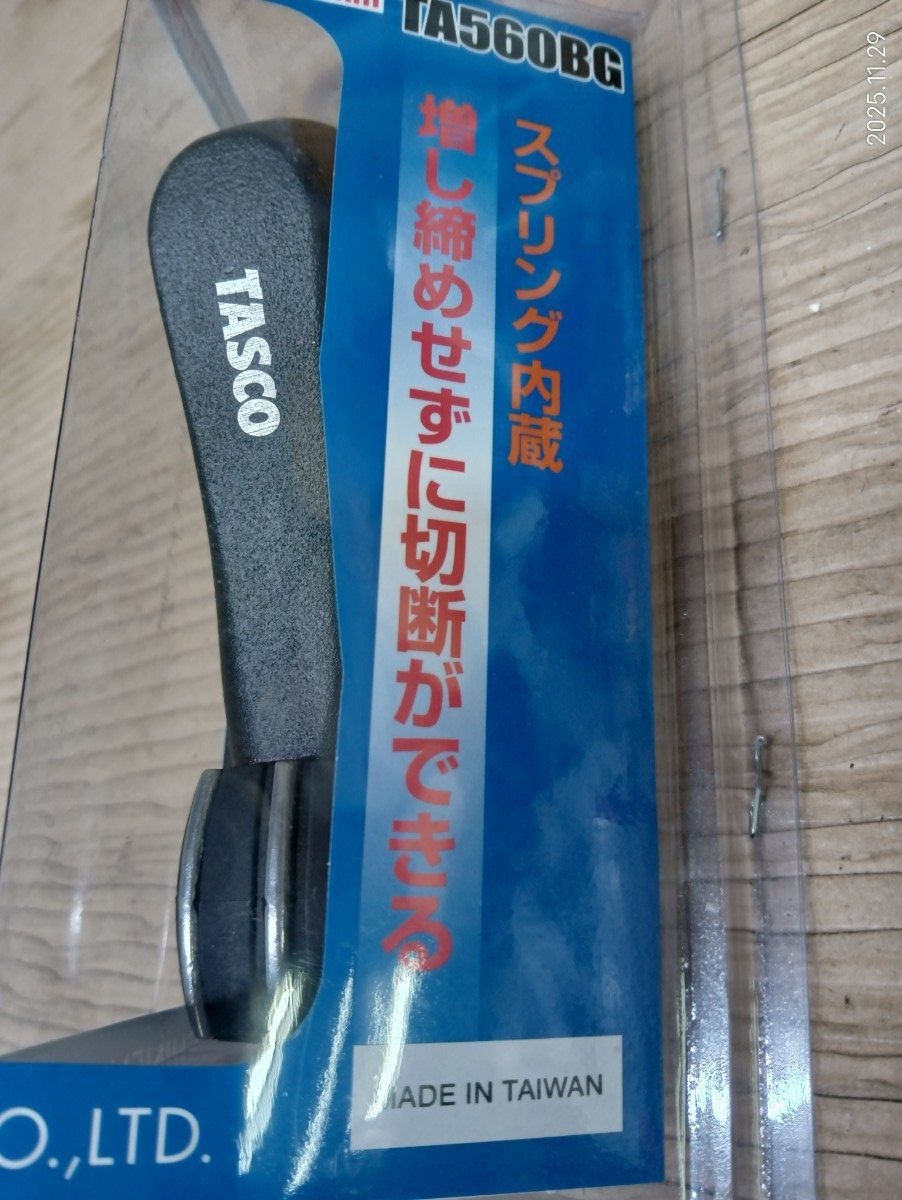 TA560BG
スプリング内蔵
増し締めせずに切断ができる
TASCO
MADE IN TAIWAN
O.,LTD.
2025.11.29